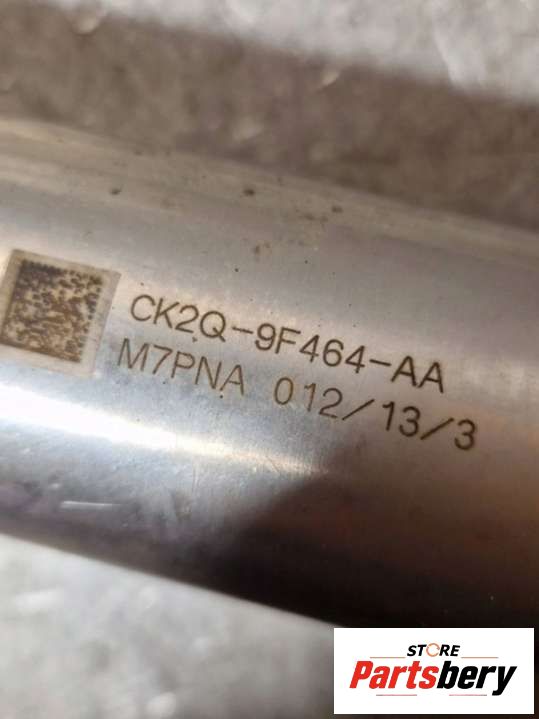 CK2Q-9F464-AA
M7PNA 012/13/3
STORE
Partsbery